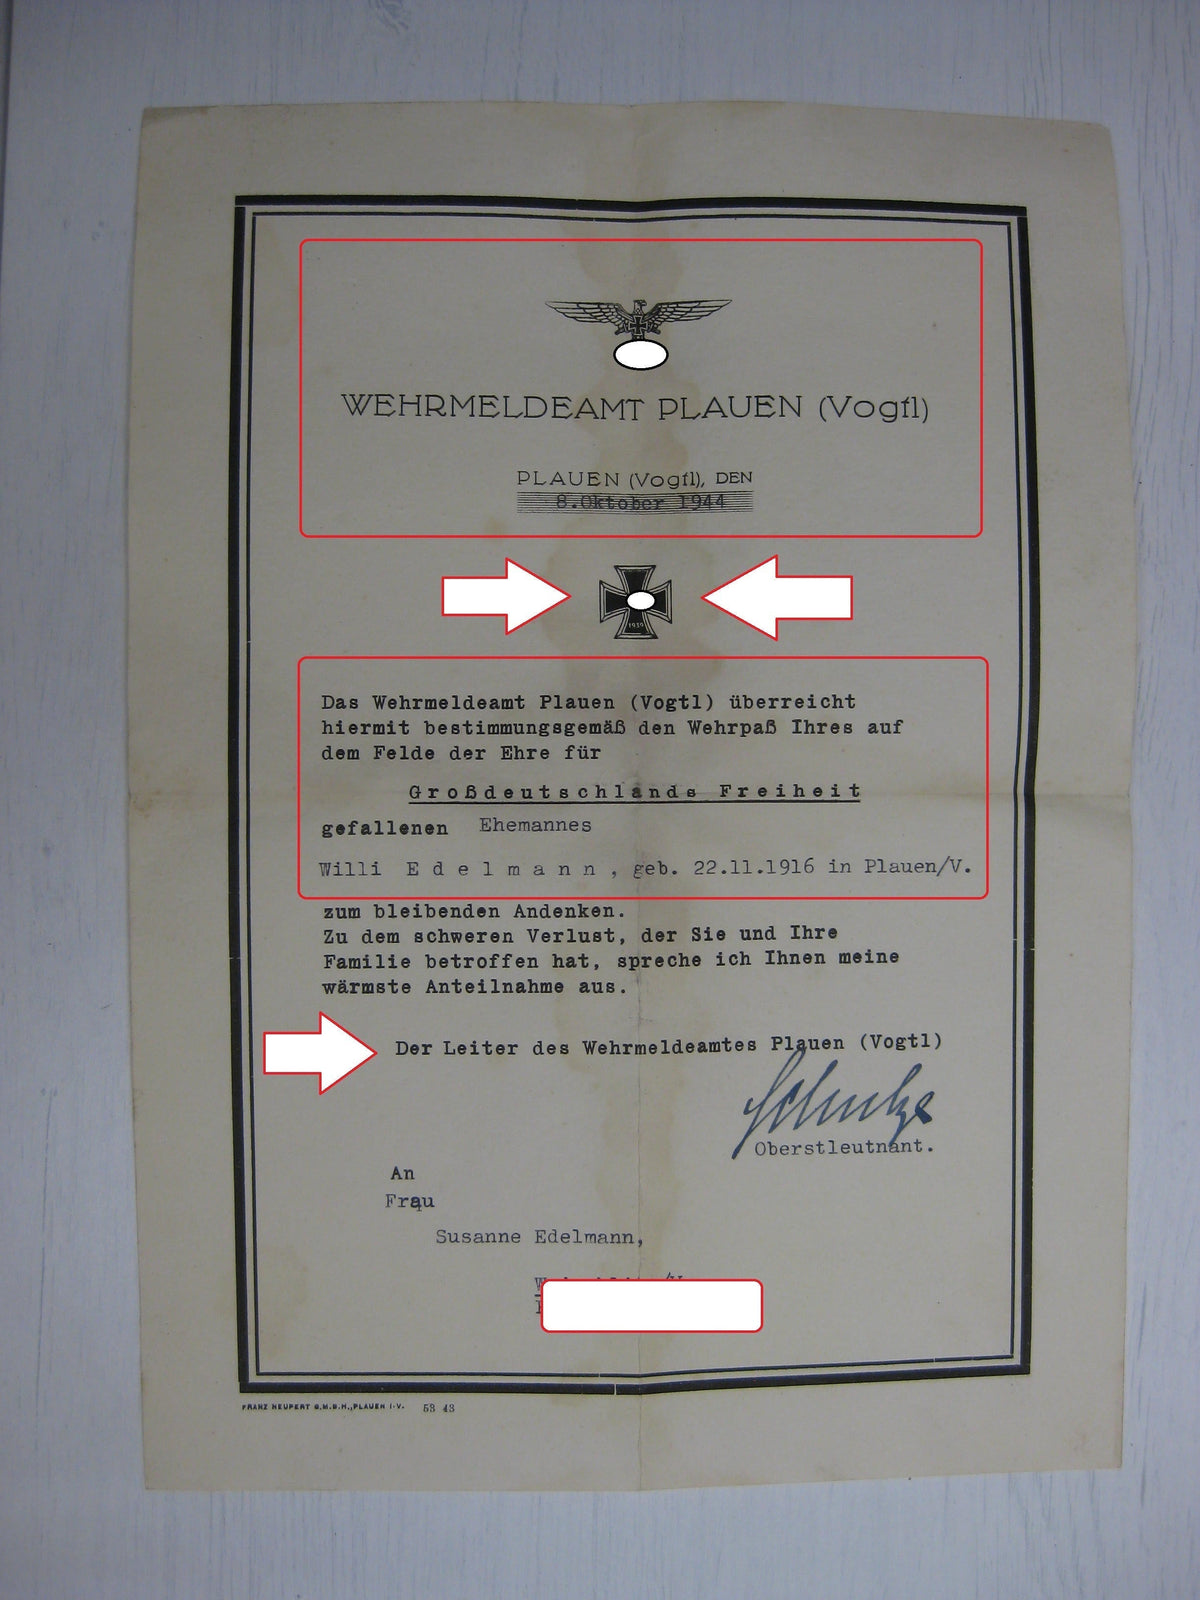 WEHRMELDEAMT PLAUEN (Vogtl)
PLAUEN (Vogtl), DEN
8.Oktober 1944
1939
Das Wehrmeldeamt Plauen (Vogtl) überreicht
hiermit bestimmungsgemäß den Wehrpaß Ihres auf
dem Felde der Ehre für
Großdeutschlands Freiheit
gefallenen Ehemannes
Willi Edelmann, geb. 22.11.1916 in Plauen/V.
zum bleibenden Andenken.
Zu dem schweren Verlust, der Sie und Ihre
Familie betroffen hat, spreche ich Ihnen meine
wärmste Anteilnahme aus.
Der Leiter des Wehrmeldeamtes Plauen (Vogtl)
Oberstleutnant.
An
Frau
Susanne Edelmann,
FRANZ NEUPERT G.M.B.H., PLAUEN I-V. 53 43